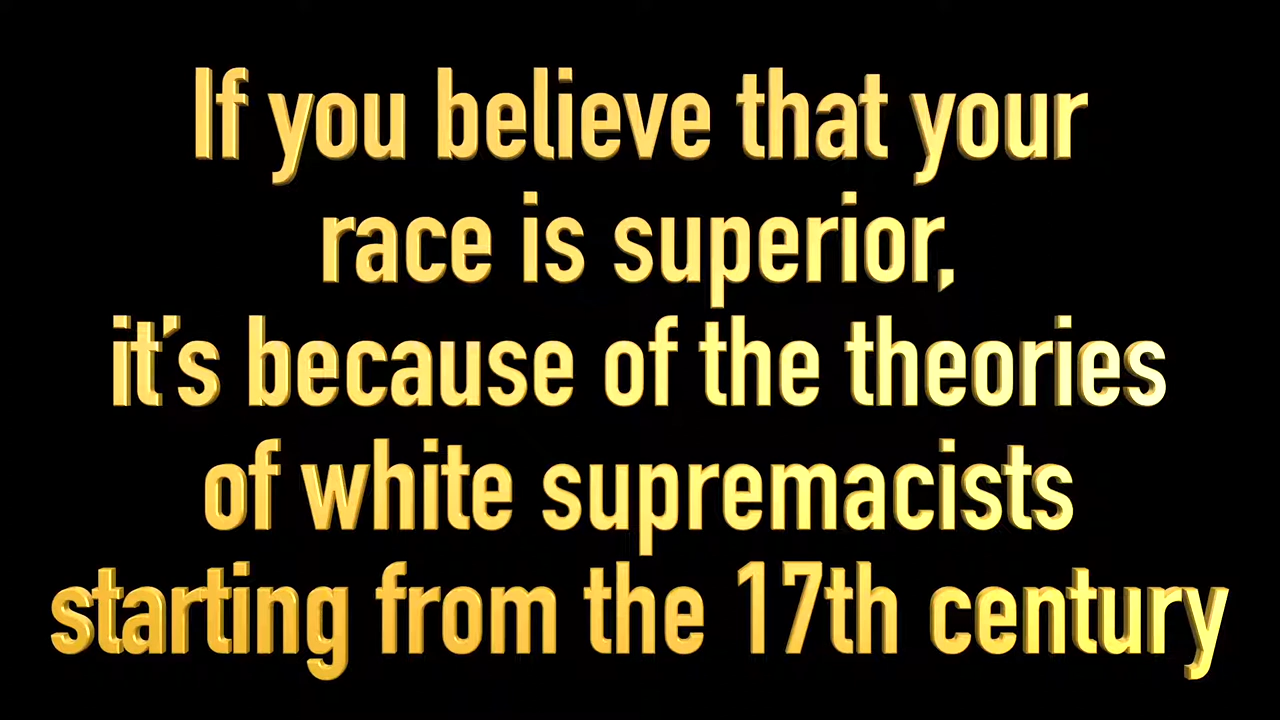 If you believe that your
race is superior,
it's because of the theories
of white supremacists
starting from the 17th century